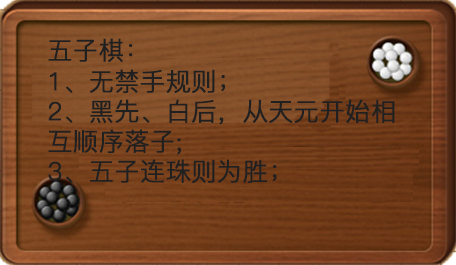 五子棋：
1、无禁手规则；
2、黑先、白后，从天元开始相
互顺序落子；
3、五子连珠则为胜；